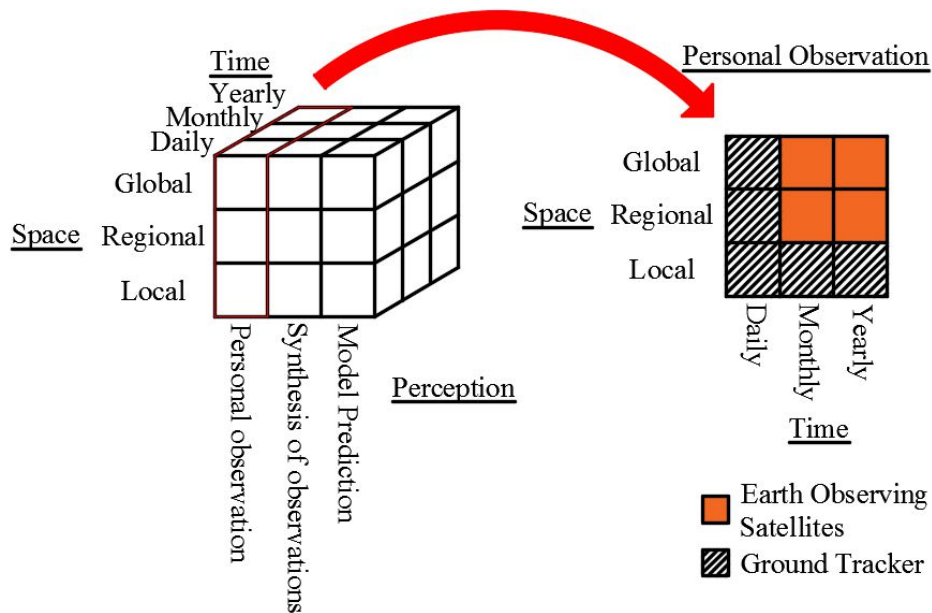 Time
Yearly
Monthly
Daily
Global
Space
Regional
Local
Personal observation
Synthesis of observations
Model Prediction
Perception
Personal Observation
Global
Space
Regional
Local
Daily
Monthly
Yearly
Time
Earth Observing
Satellites
Ground Tracker